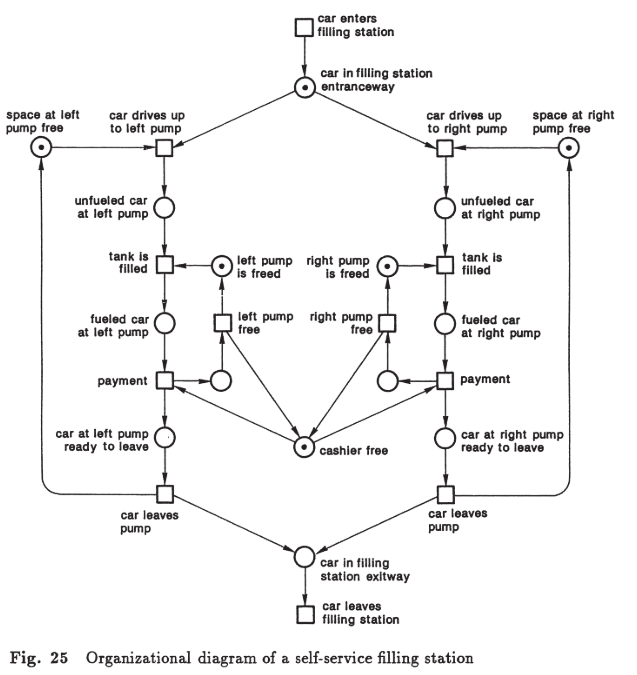 car enters
filling station
car in filling station
entranceway
space at left
pump free
car drives up
to left pump
car drives up
to right pump
space at right
pump free
unfueled car
at left pump
unfueled car
at right pump
tank is
filled
left pump
is freed
right pump
is freed
tank is
filled
fueled car
at left pump
left pump
free
right pump
free
fueled car
at right pump
payment
payment
car at left pump
ready to leave
cashier free
car at right pump
ready to leave
car leaves
pump
car leaves
pump
car in filling
station exitway
car leaves
filling station
Fig. 25 Organizational diagram of a self-service filling station